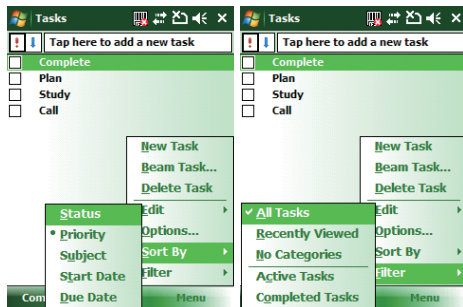 Tasks
! Tap here to add a new task
Complete
Plan
Study
Call
New Task
Beam Task...
Delete Task
Edit
Options...
Sort By
Filter
Status
Priority
Subject
Start Date
Due Date
Com
Menu
Tasks
! Tap here to add a new task
Complete
Plan
Study
Call
New Task
Beam Task...
Delete Task
Edit
Options...
Sort By
Filter
All Tasks
Recently Viewed
No Categories
Active Tasks
Completed Tasks
Menu